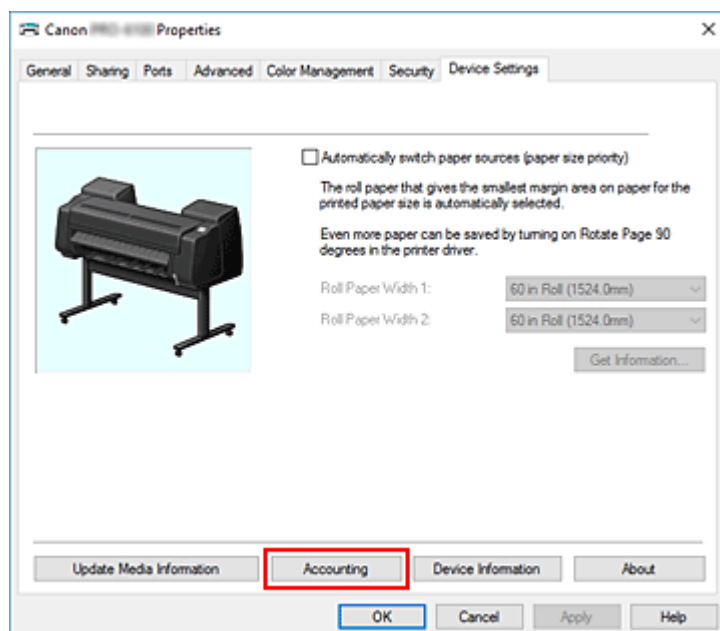 Canon Properties
General Sharing Ports Advanced Color Management Security Device Settings
Automatically switch paper sources (paper size priority)
The roll paper that gives the smallest margin area on paper for the
printed paper size is automatically selected.
Even more paper can be saved by turning on Rotate Page 90
degrees in the printer driver.
Roll Paper Width 1: 60 in Roll (1524.0mm)
Roll Paper Width 2: 60 in Roll (1524.0mm)
Get Information...
Update Media Information Accounting Device Information About
OK Cancel Apply Help